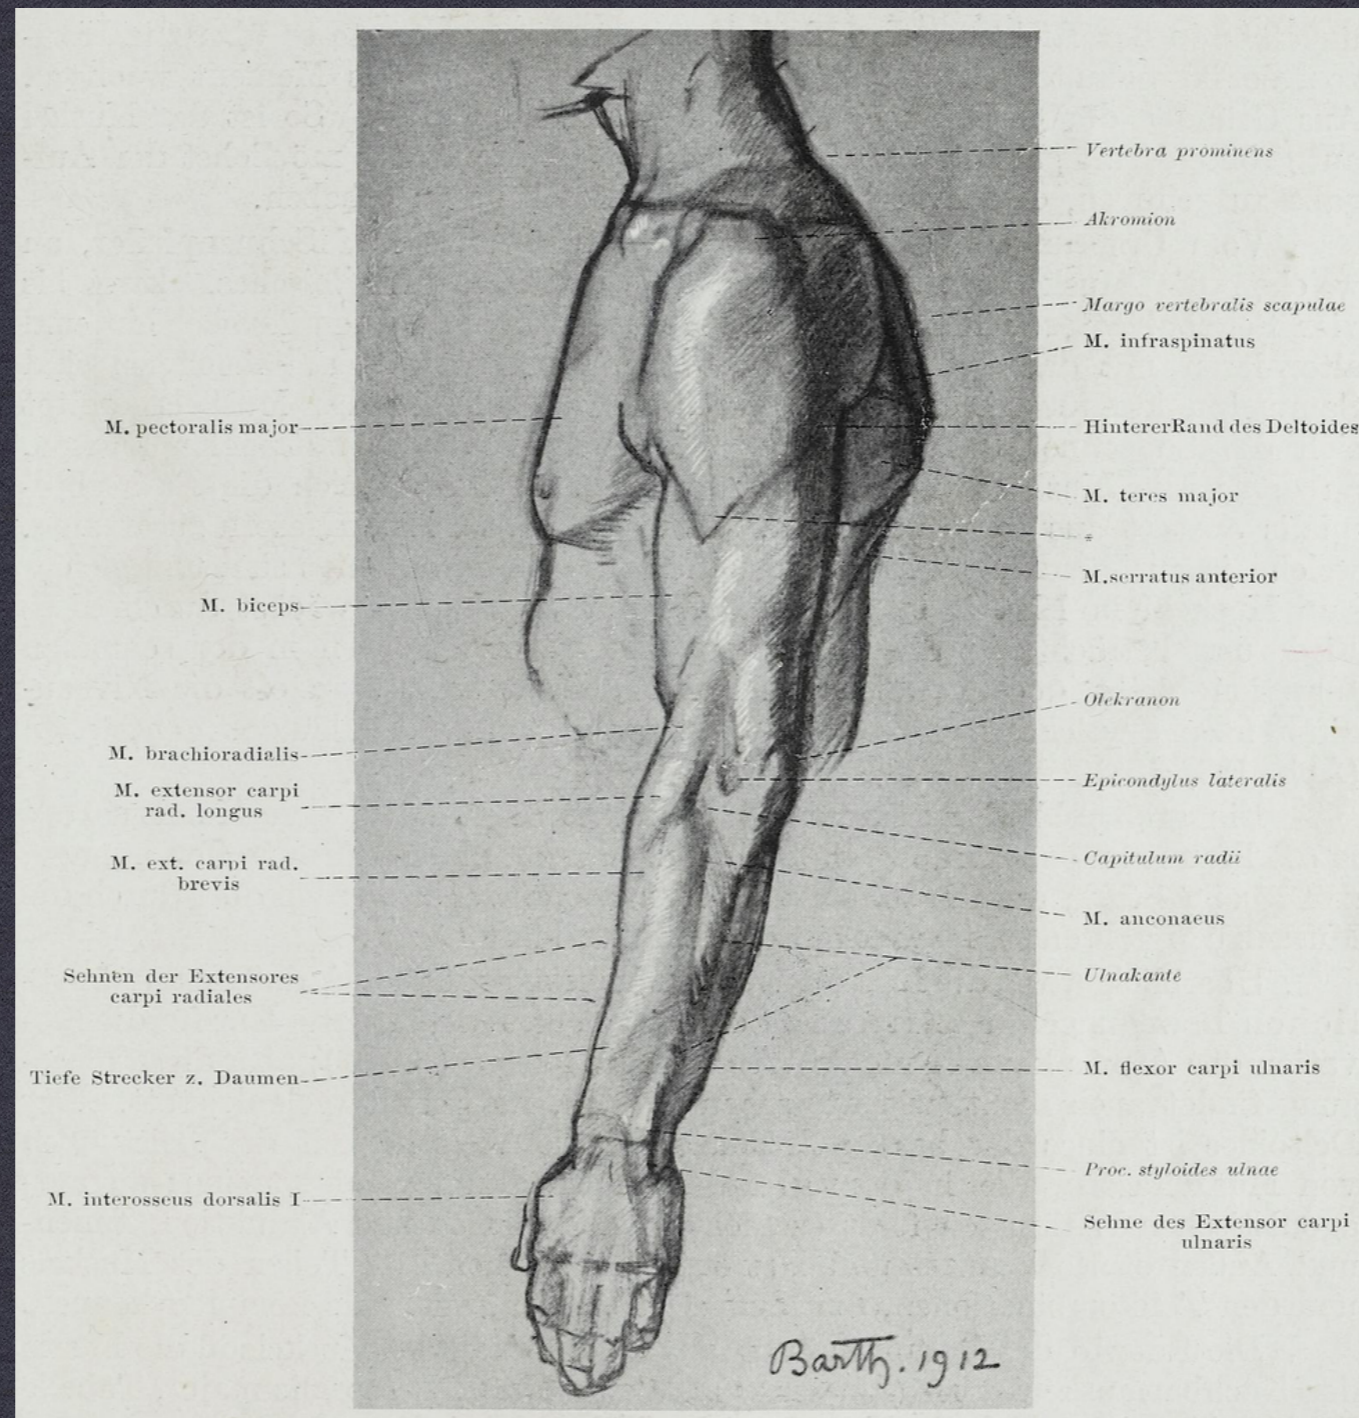 Vertebra prominens
Akromion
Margo vertebralis scapulae
M. infraspinatus
M. pectoralis major
HintererRand des Deltoides
M. teres major
*
M.serratus anterior
M. biceps
Olekranon
M. brachioradialis
Epicondylus lateralis
M. extensor carpi
rad. longus
Capitulum radii
M. ext. carpi rad.
brevis
M. anconaeus
Sehnen der Extensores
carpi radiales
Ulnakante
Tiefe Strecker z. Daumen
M. flexor carpi ulnaris
Proc. styloides ulnae
M. interosseus dorsalis I
Sehne des Extensor carpi
ulnaris
Barth. 1912